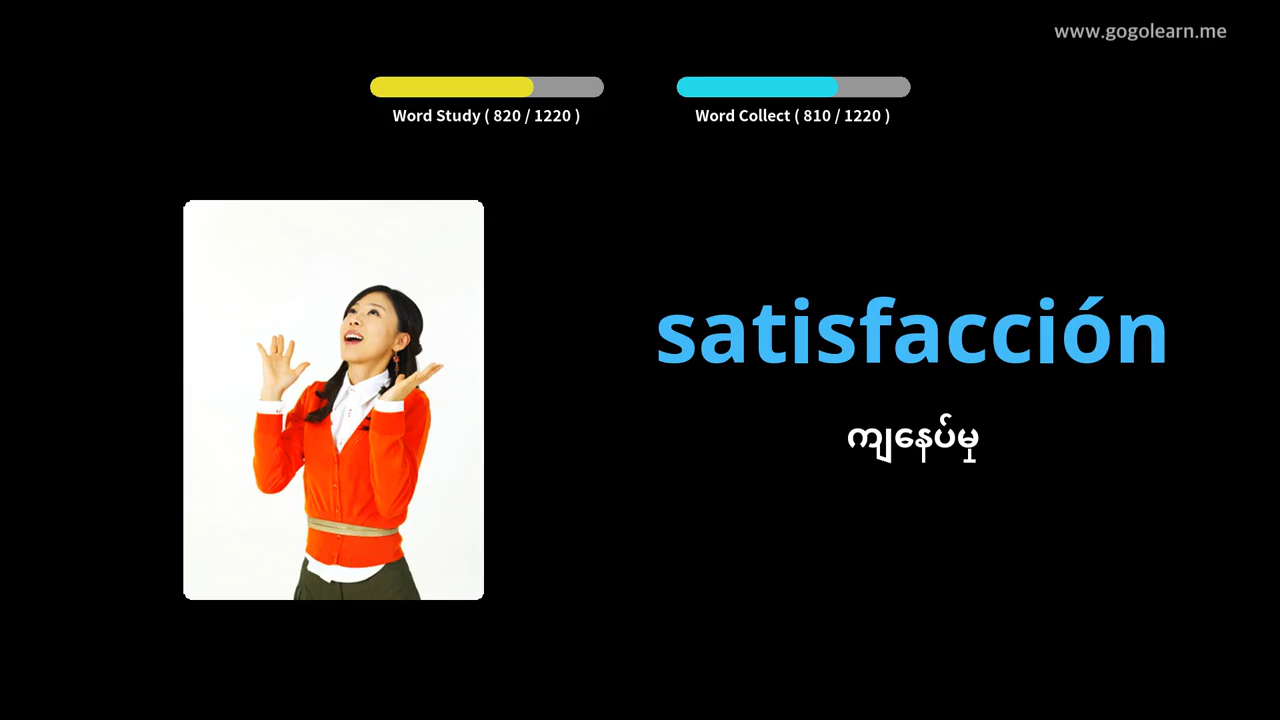 www.gogolearn.me
Word Study ( 820 / 1220 )
Word Collect ( 810 / 1220 )
satisfacción
ကျေနပ်မှု